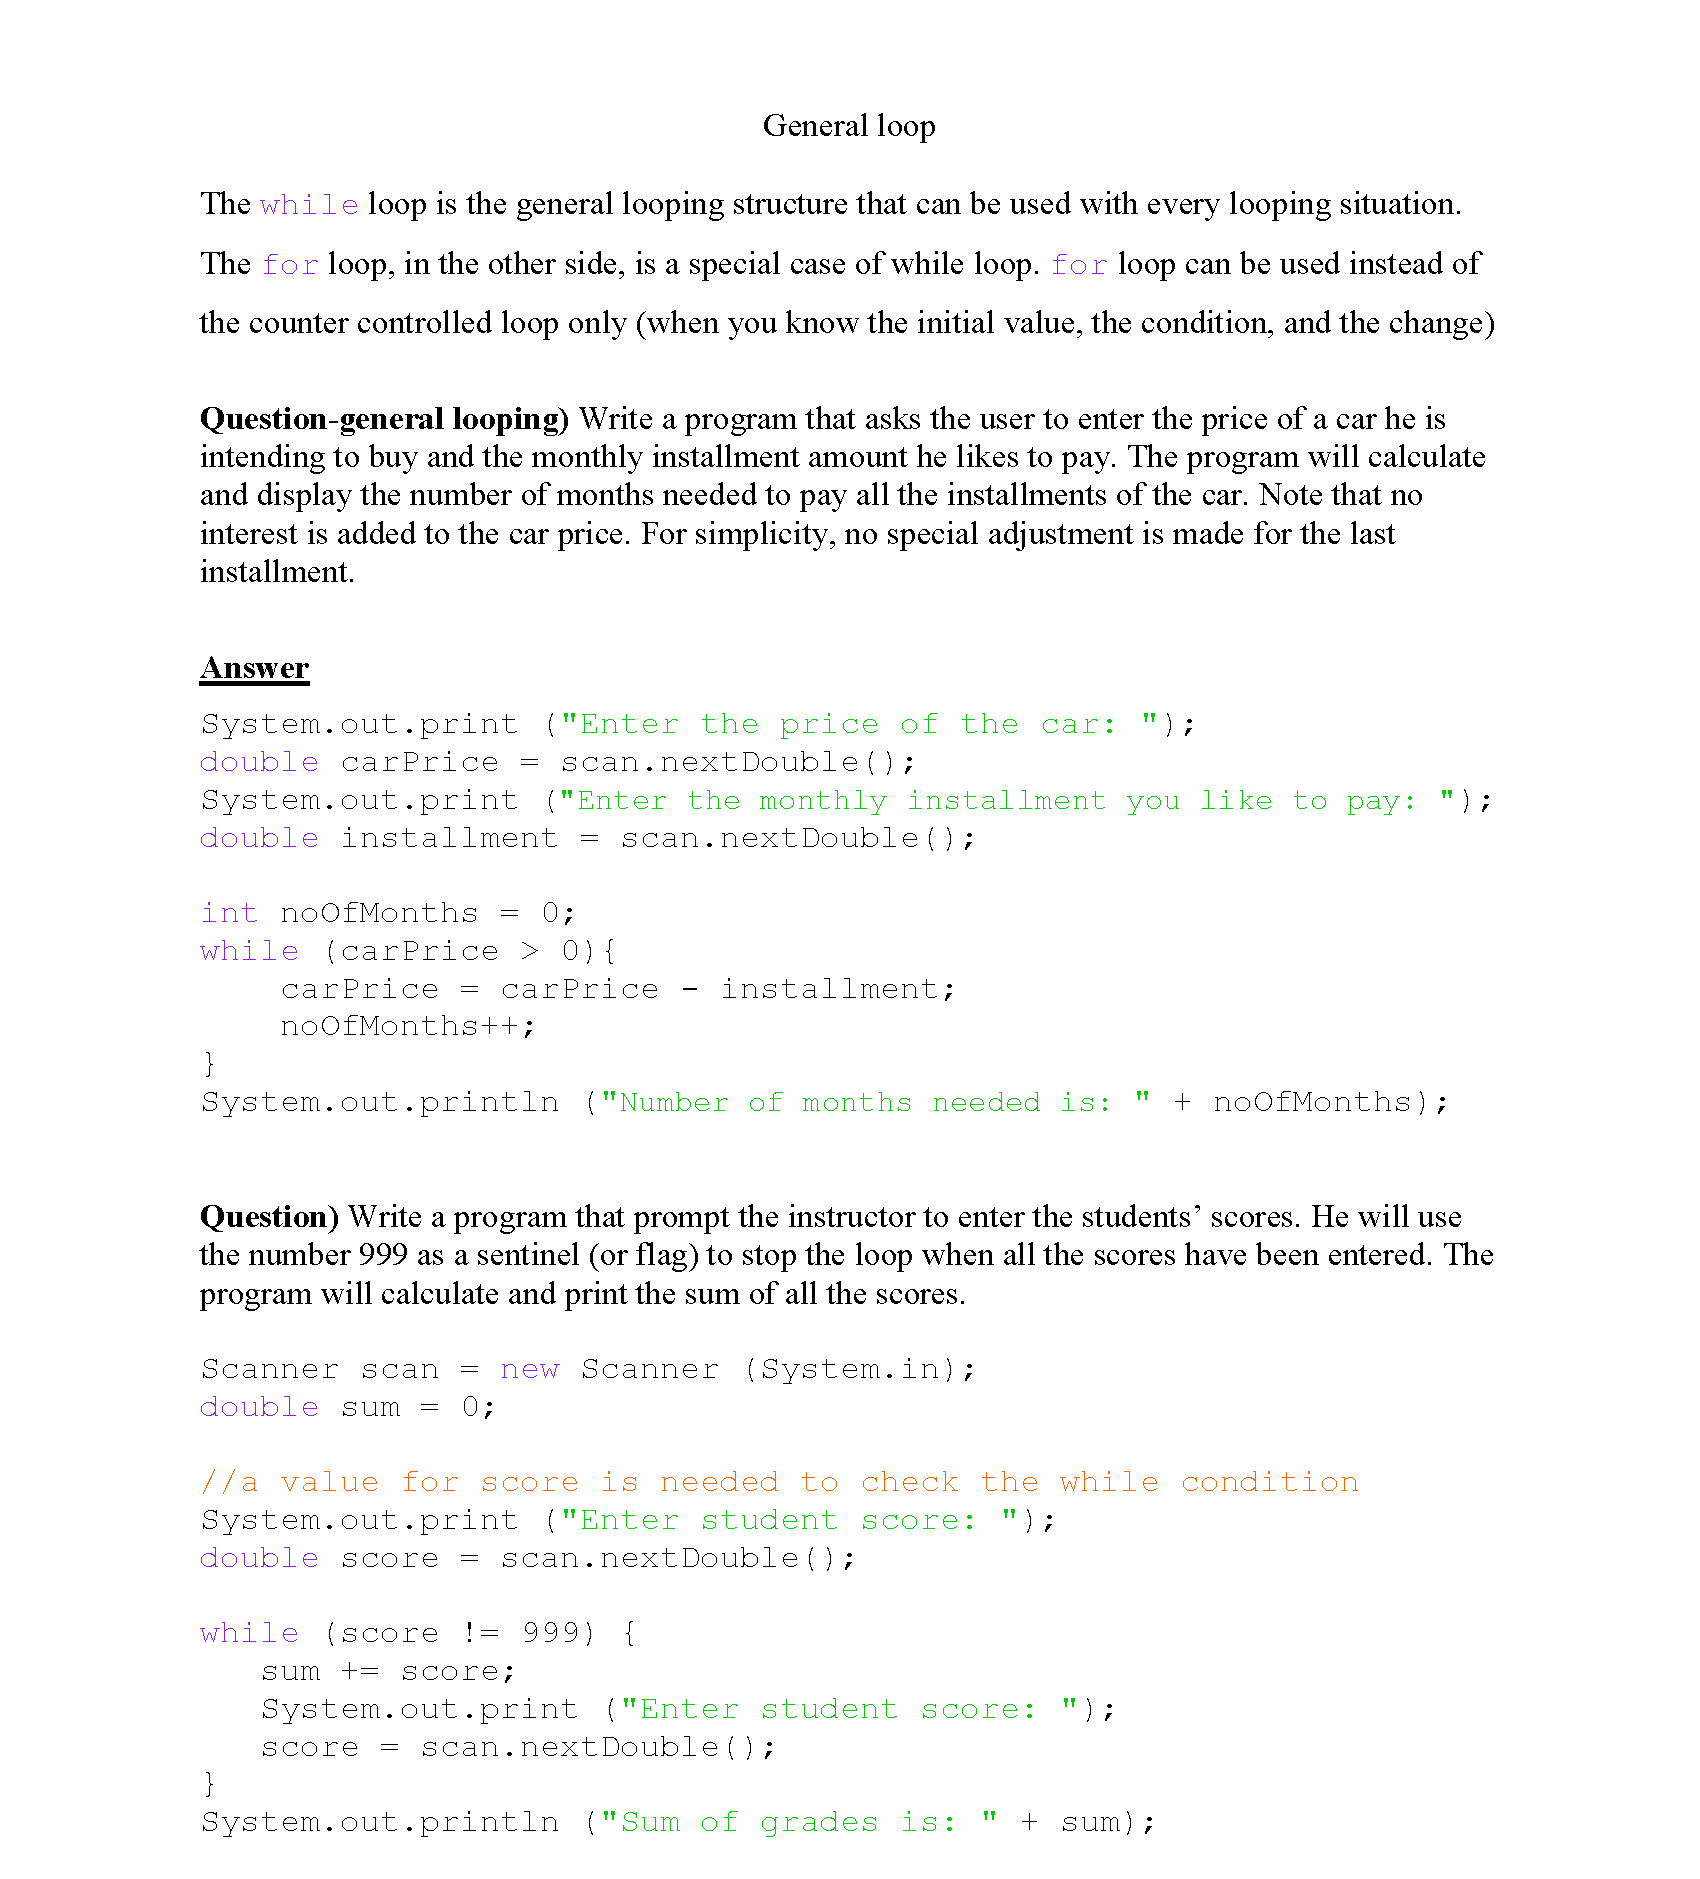 General loop
The while loop is the general looping structure that can be used with every looping situation.
The for loop, in the other side, is a special case of while loop. for loop can be used instead of
the counter controlled loop only (when you know the initial value, the condition, and the change)
Question-general looping) Write a program that asks the user to enter the price of a car he is
intending to buy and the monthly installment amount he likes to pay. The program will calculate
and display the number of months needed to pay all the installments of the car. Note that no
interest is added to the car price. For simplicity, no special adjustment is made for the last
installment.
Answer
System.out.print ("Enter the price of the car: ");
double carPrice = scan.nextDouble();
System.out.print ("Enter the monthly installment you like to pay: ");
double installment = scan.nextDouble();
int noOfMonths = 0;
while (carPrice > 0){
    carPrice = carPrice - installment;
    noOfMonths++;
}
System.out.println ("Number of months needed is: " + noOfMonths);
Question) Write a program that prompt the instructor to enter the students’ scores. He will use
the number 999 as a sentinel (or flag) to stop the loop when all the scores have been entered. The
program will calculate and print the sum of all the scores.
Scanner scan = new Scanner (System.in);
double sum = 0;
//a value for score is needed to check the while condition
System.out.print ("Enter student score: ");
double score = scan.nextDouble();
while (score != 999) {
   sum += score;
   System.out.print ("Enter student score: ");
   score = scan.nextDouble();
}
System.out.println ("Sum of grades is: " + sum);